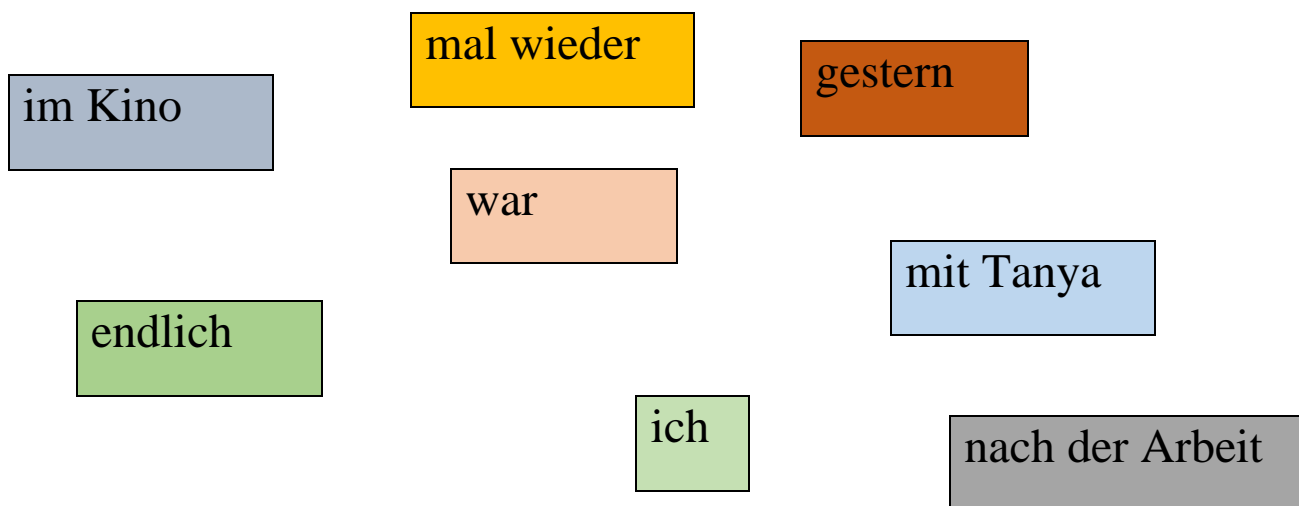 mal wieder
gestern
im Kino
war
mit Tanya
endlich
ich
nach der Arbeit